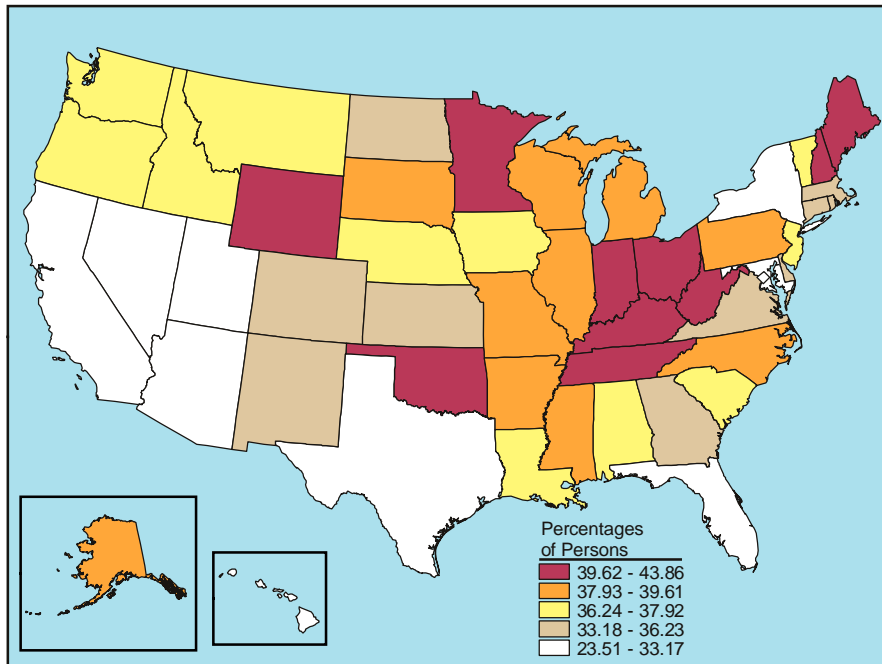 Percentages
of Persons
39.62 - 43.86
37.93 - 39.61
36.24 - 37.92
33.18 - 36.23
23.51 - 33.17